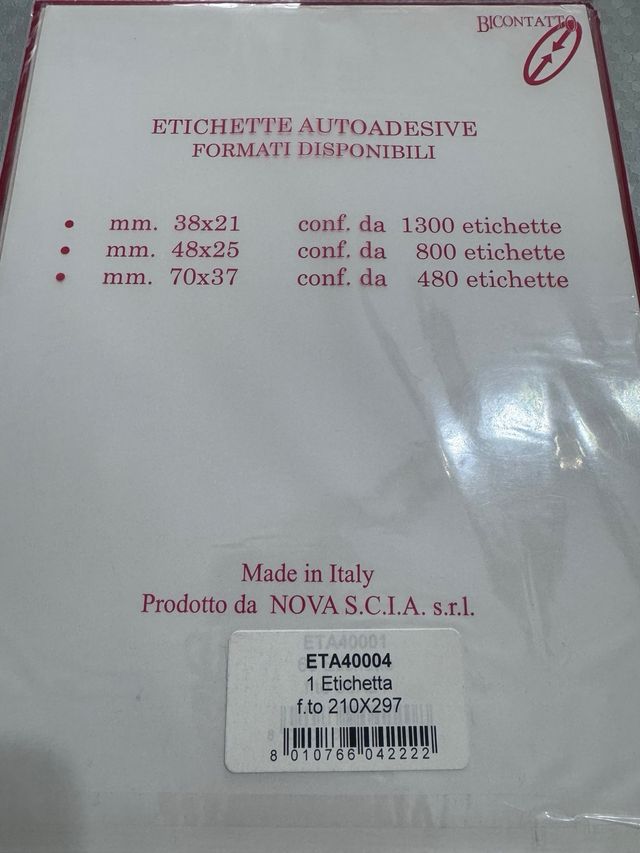 BICONTATTO
ETICHETTE AUTOADESIVE
FORMATI DISPONIBILI
• mm. 38x21 conf. da 1300 etichette
• mm. 48x25 conf. da 800 etichette
• mm. 70x37 conf. da 480 etichette
Made in Italy
Prodotto da NOVA S.C.I.A. s.r.l.
ETA40001
ETA40004
1 Etichetta
f.to 210X297
8 010766 042222